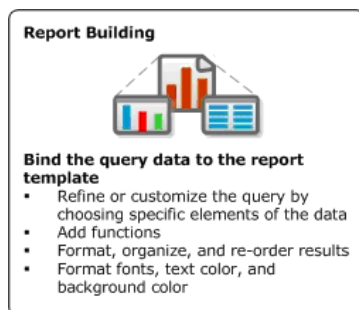 Report Building
Bind the query data to the report
template
▪ Refine or customize the query by
choosing specific elements of the data
▪ Add functions
▪ Format, organize, and re-order results
▪ Format fonts, text color, and
background color